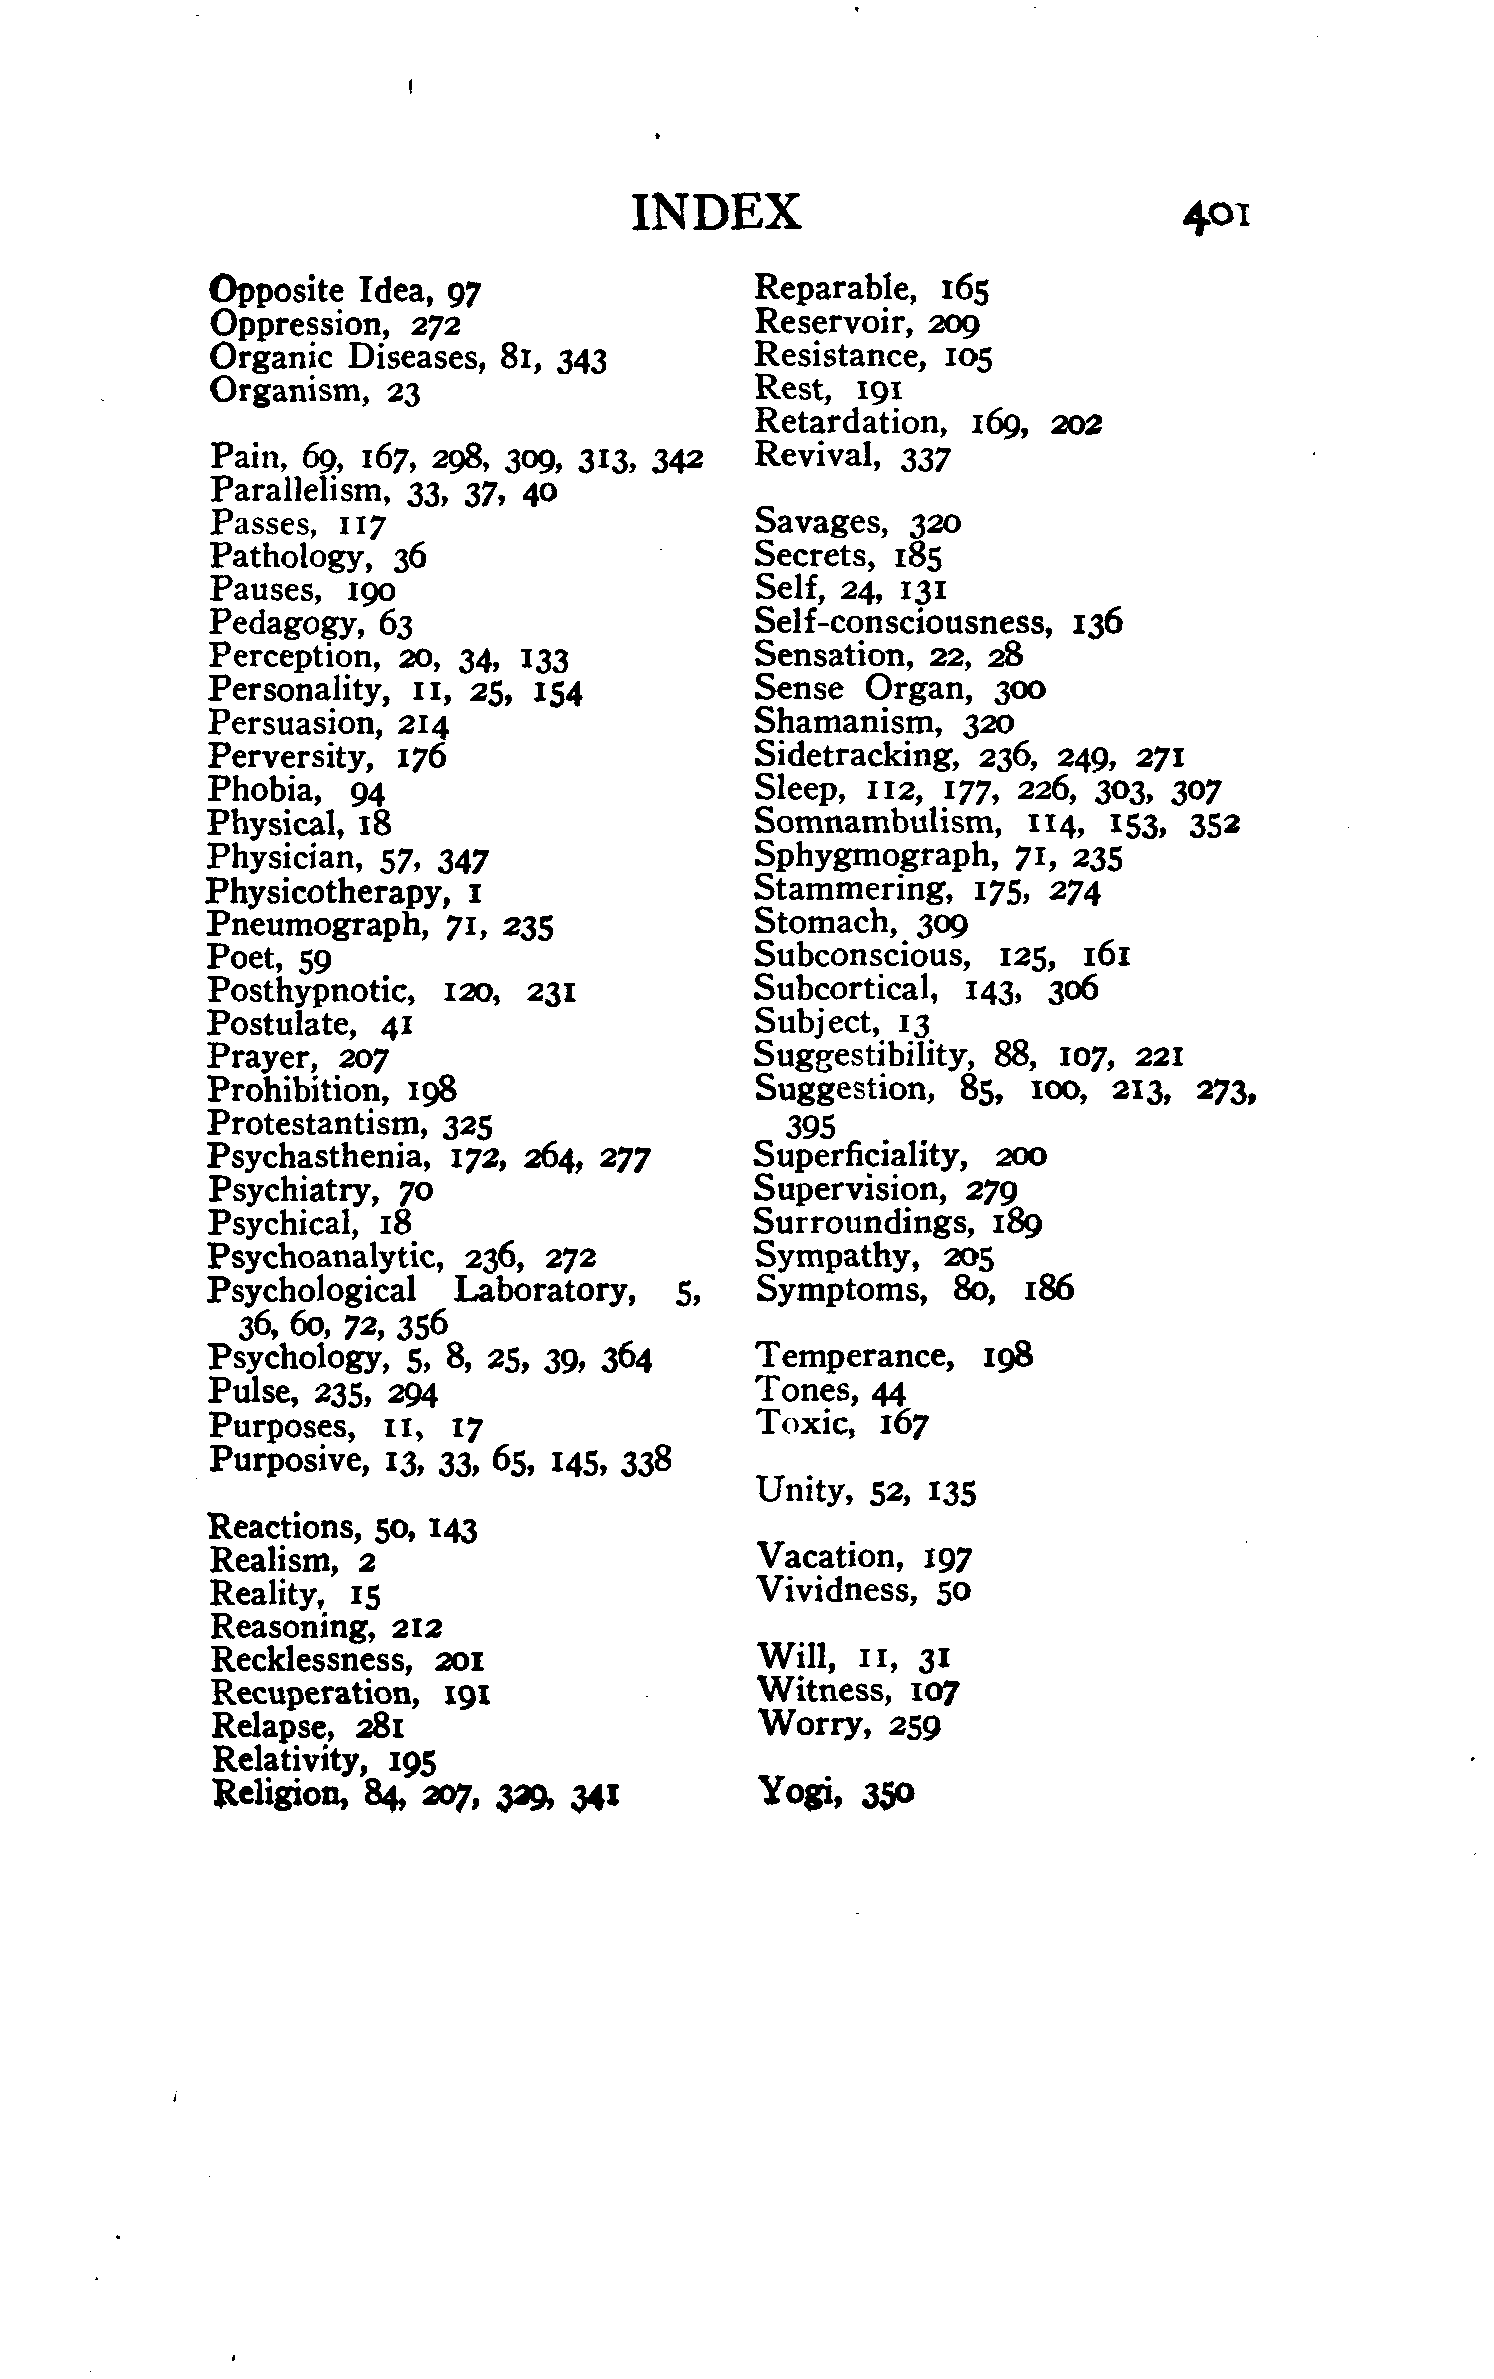 INDEX 401
Opposite Idea, 97
Oppression, 272
Organic Diseases, 81, 343
Organism, 23
Pain, 69, 167, 298, 309, 313, 342
Parallelism, 33, 37, 40
Passes, 117
Pathology, 36
Pauses, 190
Pedagogy, 63
Perception, 20, 34, 133
Personality, 11, 25, 154
Persuasion, 214
Perversity, 176
Phobia, 94
Physical, 18
Physician, 57, 347
Physicotherapy, 1
Pneumograph, 71, 235
Poet, 59
Posthypnotic, 120, 231
Postulate, 41
Prayer, 207
Prohibition, 198
Protestantism, 325
Psychasthenia, 172, 264, 277
Psychiatry, 70
Psychical, 18
Psychoanalytic, 236, 272
Psychological Laboratory, 5,
36, 60, 72, 356
Psychology, 5, 8, 25, 39, 364
Pulse, 235, 294
Purposes, 11, 17
Purposive, 13, 33, 65, 145, 338
Reactions, 50, 143
Realism, 2
Reality, 15
Reasoning, 212
Recklessness, 201
Recuperation, 191
Relapse, 281
Relativity, 195
Religion, 84, 207, 329, 341
Reparable, 165
Reservoir, 209
Resistance, 105
Rest, 191
Retardation, 169, 202
Revival, 337
Savages, 320
Secrets, 185
Self, 24, 131
Self-consciousness, 136
Sensation, 22, 28
Sense Organ, 300
Shamanism, 320
Sidetracking, 236, 249, 271
Sleep, 112, 177, 226, 303, 307
Somnambulism, 114, 153, 352
Sphygmograph, 71, 235
Stammering, 175, 274
Stomach, 309
Subconscious, 125, 161
Subcortical, 143, 306
Subject, 13
Suggestibility, 88, 107, 221
Suggestion, 85, 100, 213, 273,
395
Superficiality, 200
Supervision, 279
Surroundings, 189
Sympathy, 205
Symptoms, 80, 186
Temperance, 198
Tones, 44
Toxic, 167
Unity, 52, 135
Vacation, 197
Vividness, 50
Will, 11, 31
Witness, 107
Worry, 259
Yogi, 350